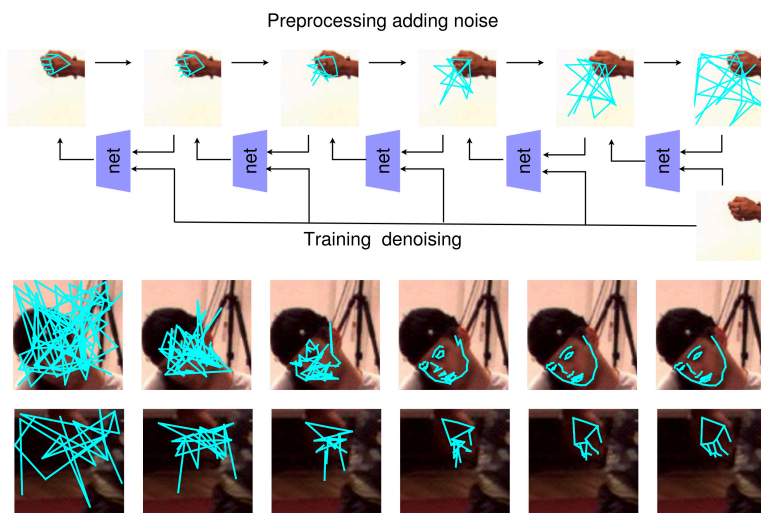 Preprocessing adding noise
net
net
net
net
net
Training denoising